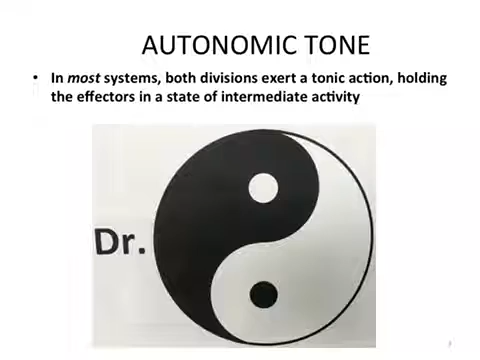 AUTONOMIC TONE
• In most systems, both divisions exert a tonic action, holding
the effectors in a state of intermediate activity
Dr.